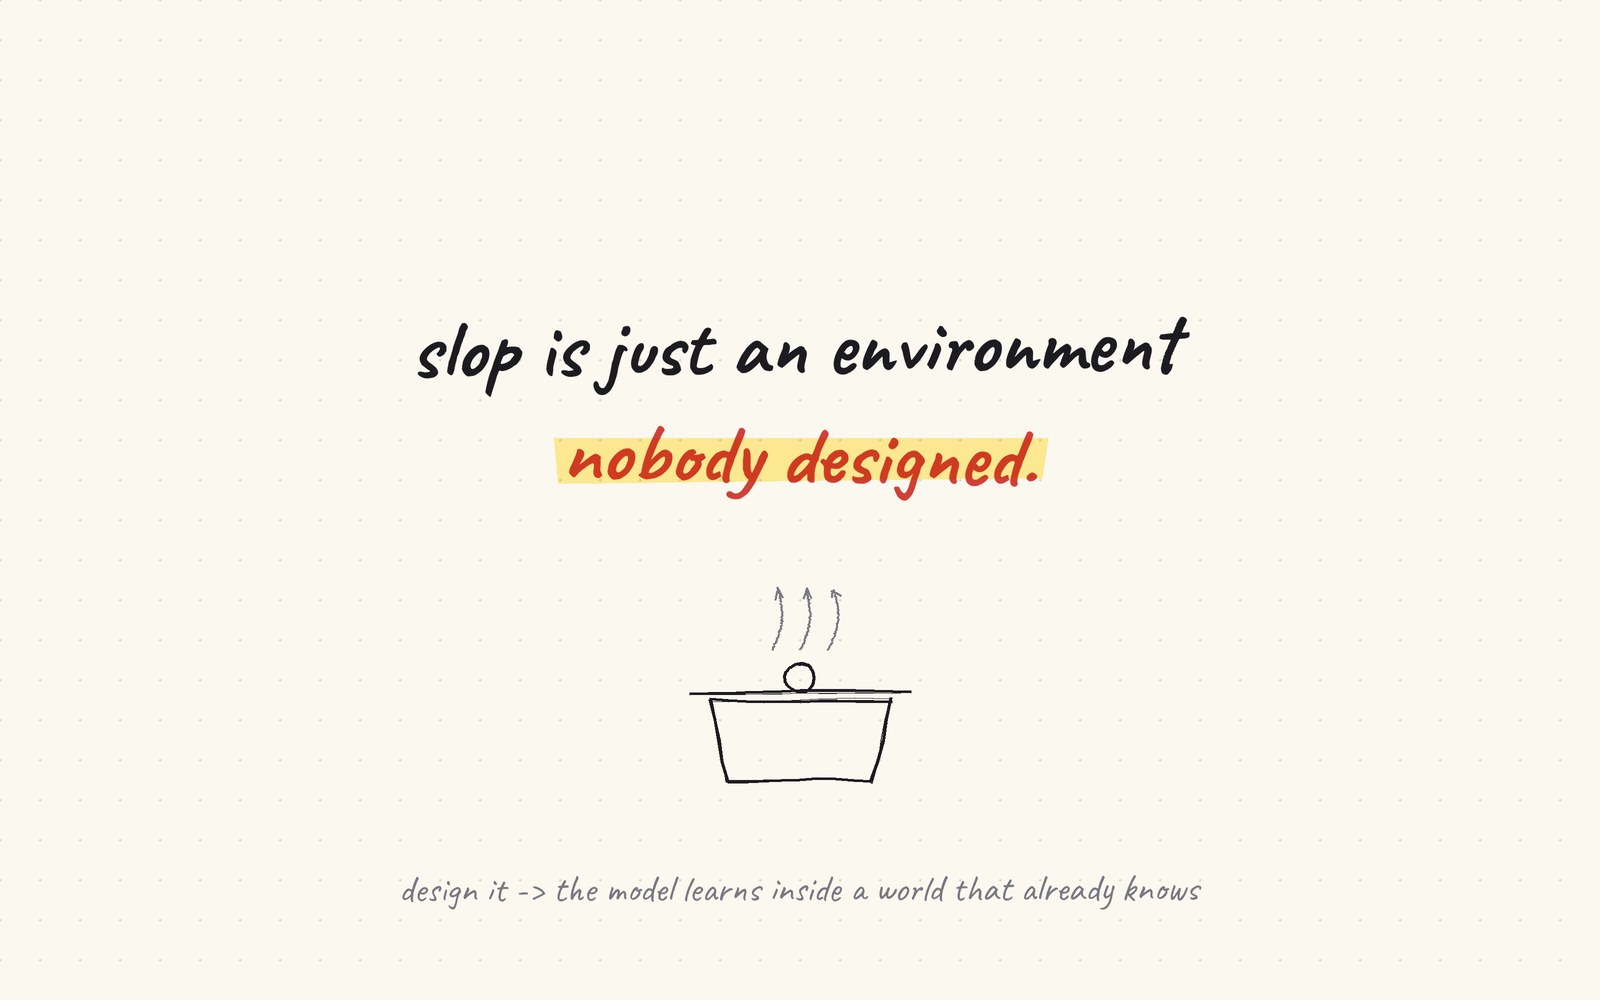 slop is just an environment
nobody designed.
design it -> the model learns inside a world that already knows